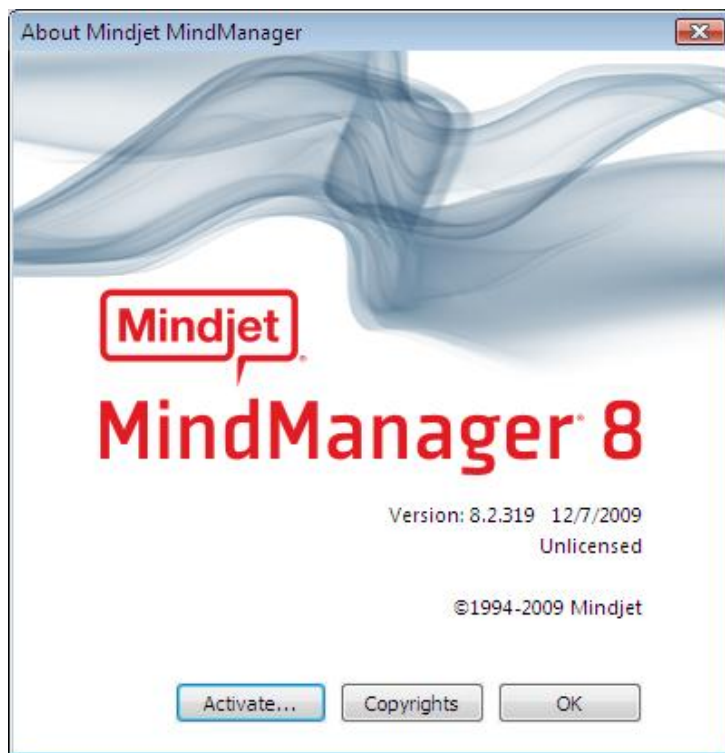 About Mindjet MindManager
Mindjet®
MindManager® 8
Version: 8.2.319 12/7/2009
Unlicensed
©1994-2009 Mindjet
Activate... Copyrights OK